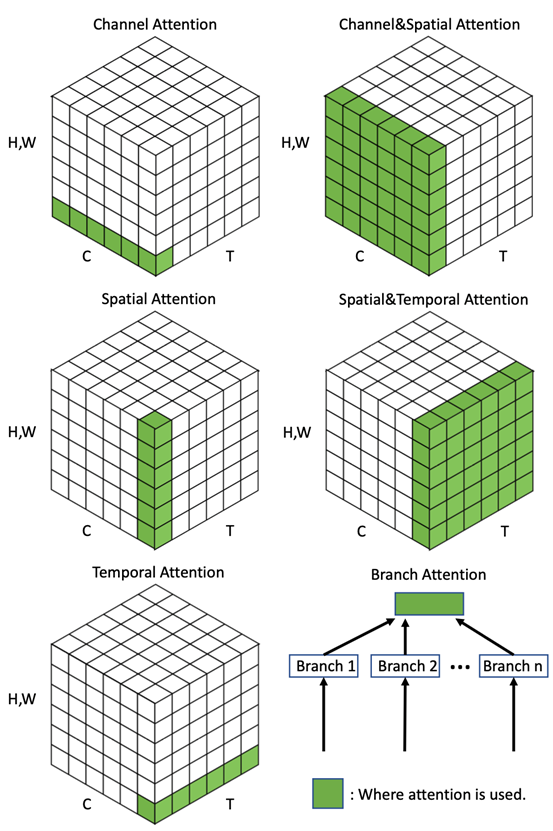 Channel Attention
H,W
C
T
Channel&Spatial Attention
H,W
C
T
Spatial Attention
H,W
C
T
Spatial&Temporal Attention
H,W
C
T
Temporal Attention
H,W
C
T
Branch Attention
Branch 1
Branch 2
...
Branch n
: Where attention is used.